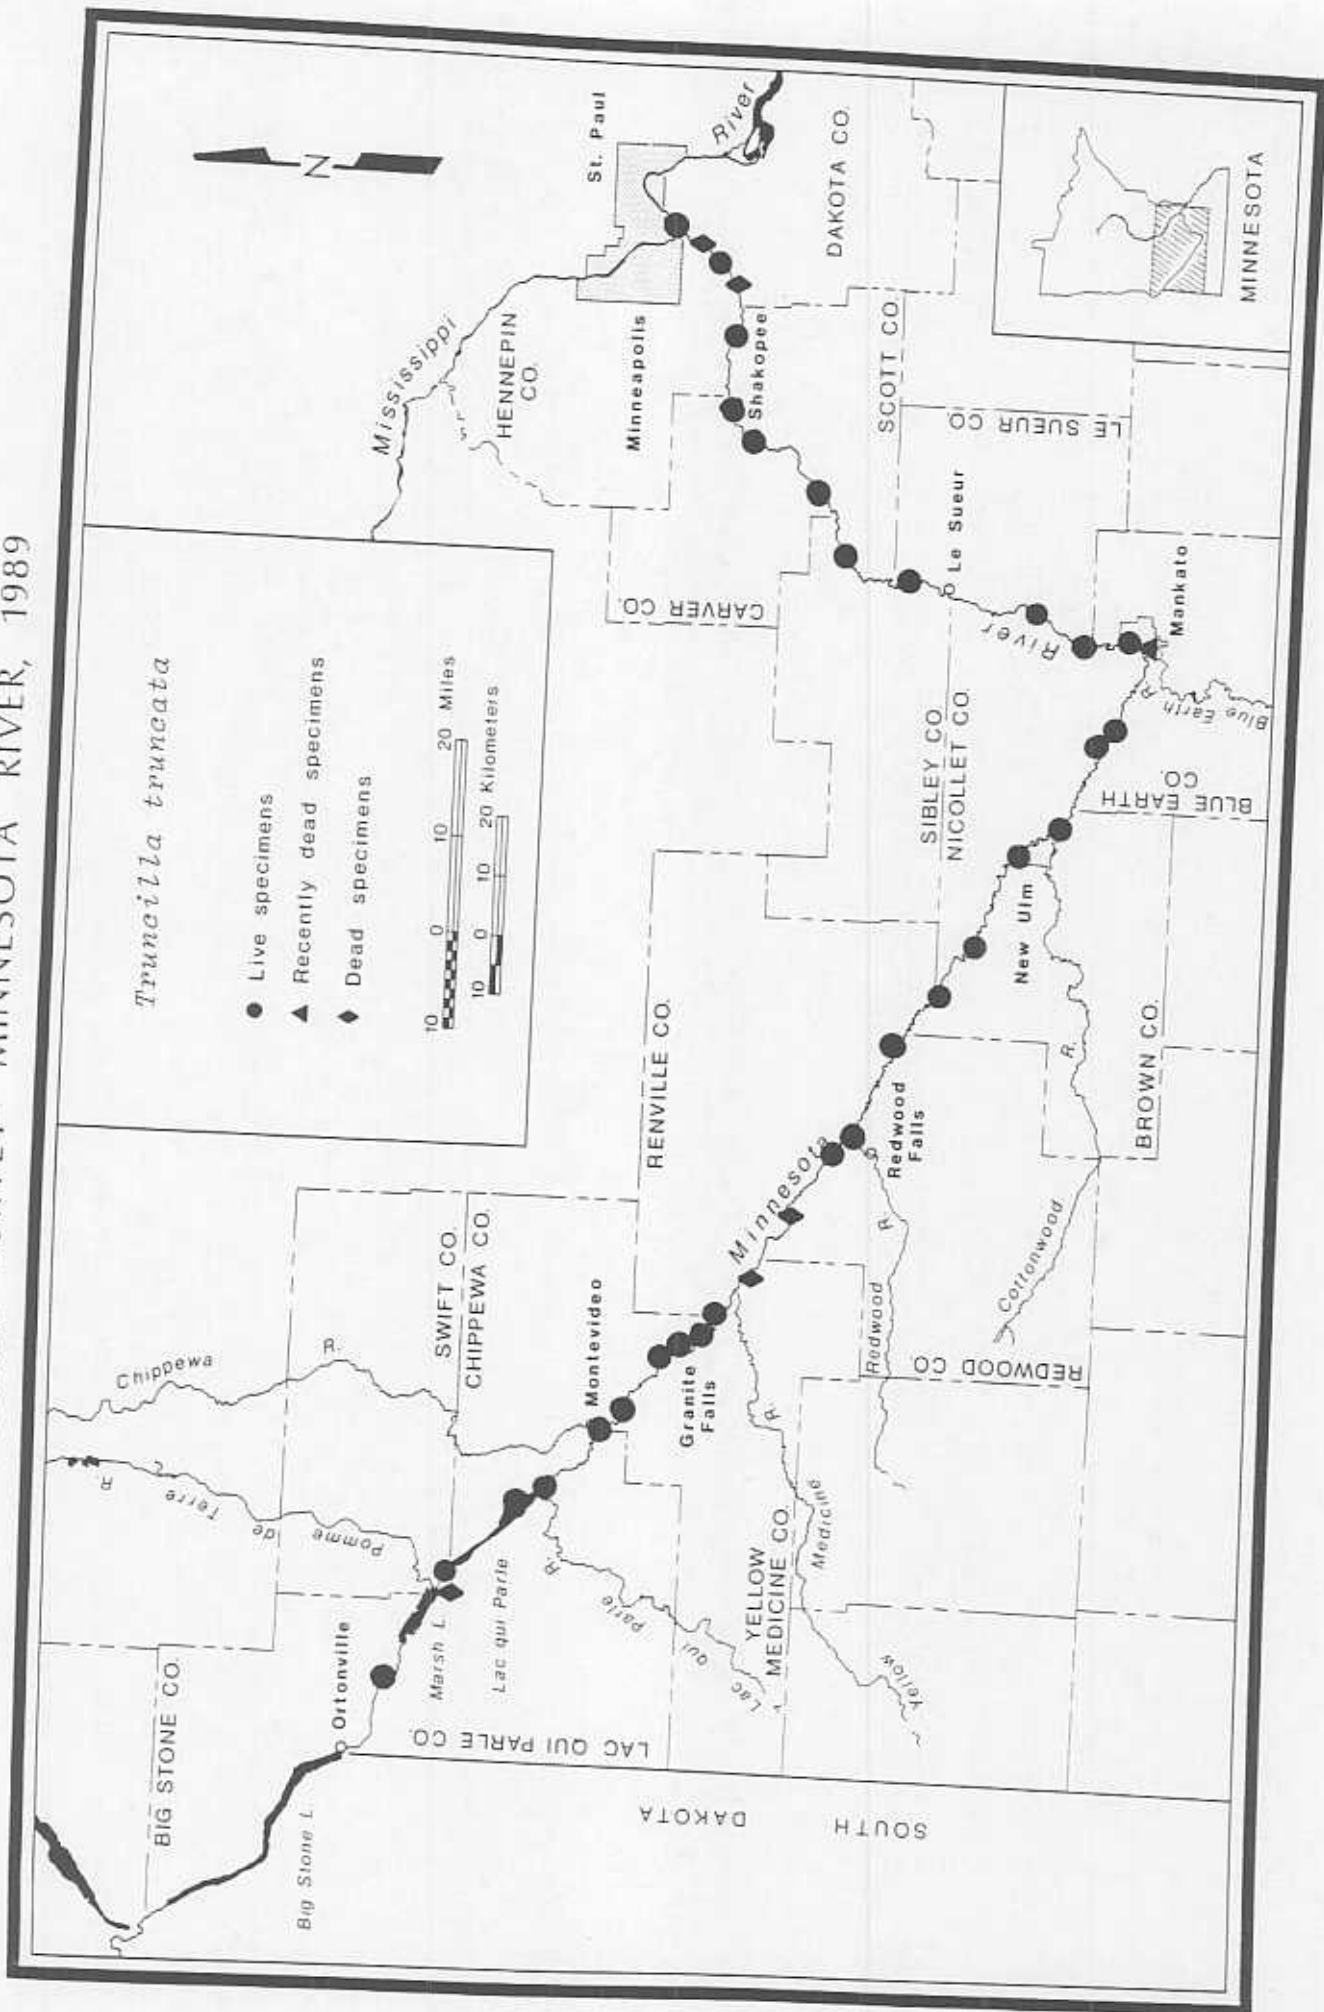 MINNESOTA RIVER, 1989
Truncilla truncata
Live specimens
Recently dead specimens
Dead specimens
10 0 10 20 Miles
10 0 10 20 Kilometers
N
Mississippi
River
St. Paul
HENNEPIN
CO.
Minneapolis
Shakopee
DAKOTA CO.
SCOTT CO.
LE SUEUR CO.
Le Sueur
CARVER CO.
SIBLEY CO.
NICOLLET CO.
River
Mankato
Blue Earth R.
BLUE EARTH
CO.
MINNESOTA
New Ulm
RENVILLE CO.
BROWN CO.
Redwood
Falls
Minnesota
Cottonwood
R.
Redwood
R.
REDWOOD CO.
SWIFT CO.
CHIPPEWA CO.
Chippewa
R.
Pomme de Terre R.
Montevideo
Granite
Falls
YELLOW
MEDICINE CO.
Yellow
Medicine
R.
Lac qui Parle
R.
Lac qui Parle
Marsh L.
Ortonville
BIG STONE CO.
Big Stone L.
LAC QUI PARLE CO.
SOUTH
DAKOTA